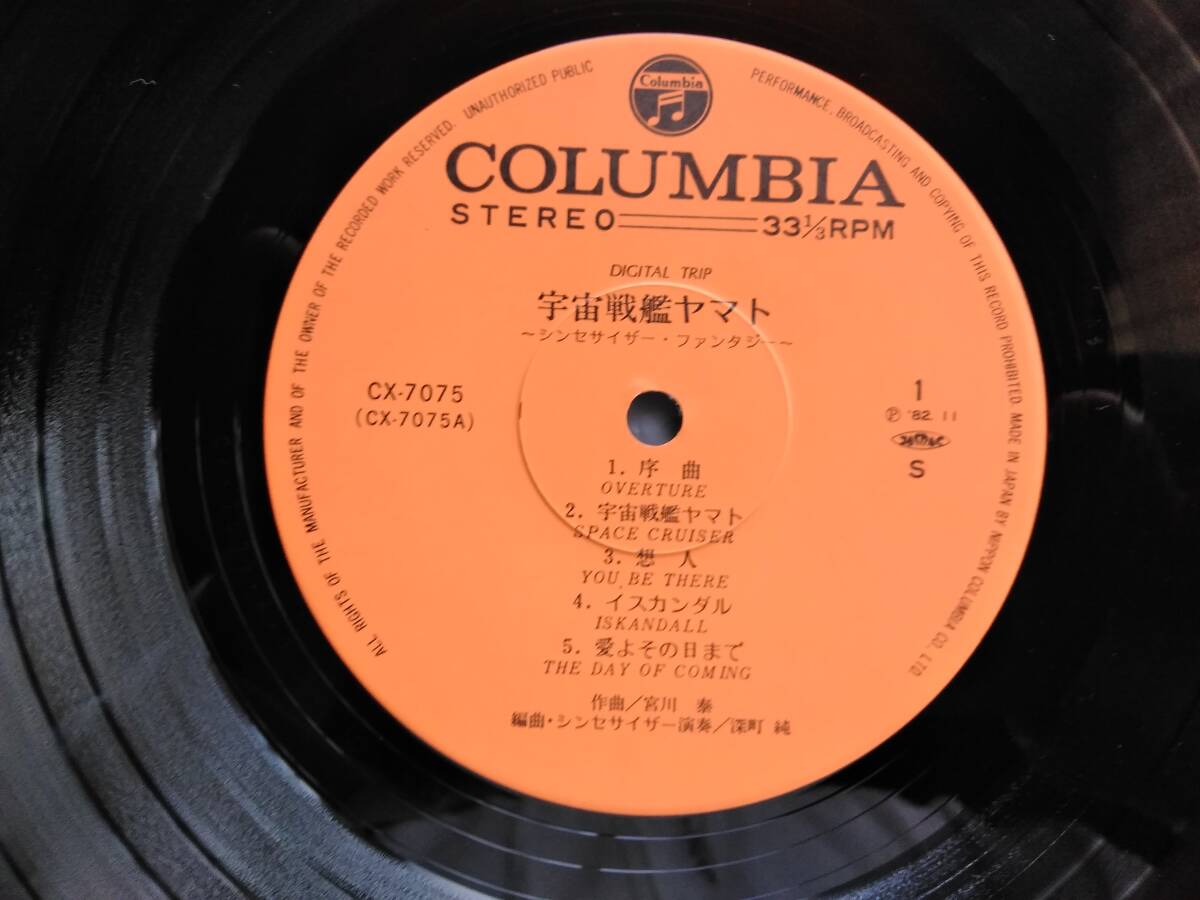 Columbia
COLUMBIA
STEREO 33 1/3 RPM
DIGITAL TRIP
宇宙戦艦ヤマト
~シンセサイザー・ファンタジー~
CX-7075
(CX-7075A)
1
Ⓟ '82. 11
S
1. 序 曲
OVERTURE
2. 宇宙戦艦ヤマト
SPACE CRUISER
3. 想 人
YOU BE THERE
4. イスカンダル
ISKANDALL
5. 愛よその日まで
THE DAY OF COMING
作曲/宮川 泰
編曲・シンセサイザー演奏/深町 純
ALL RIGHTS OF THE MANUFACTURER AND OF THE OWNER OF THE RECORDED WORK RESERVED. UNAUTHORIZED PUBLIC PERFORMANCE, BROADCASTING AND COPYING OF THIS RECORD PROHIBITED. MADE IN JAPAN BY NIPPON COLUMBIA CO., LTD.